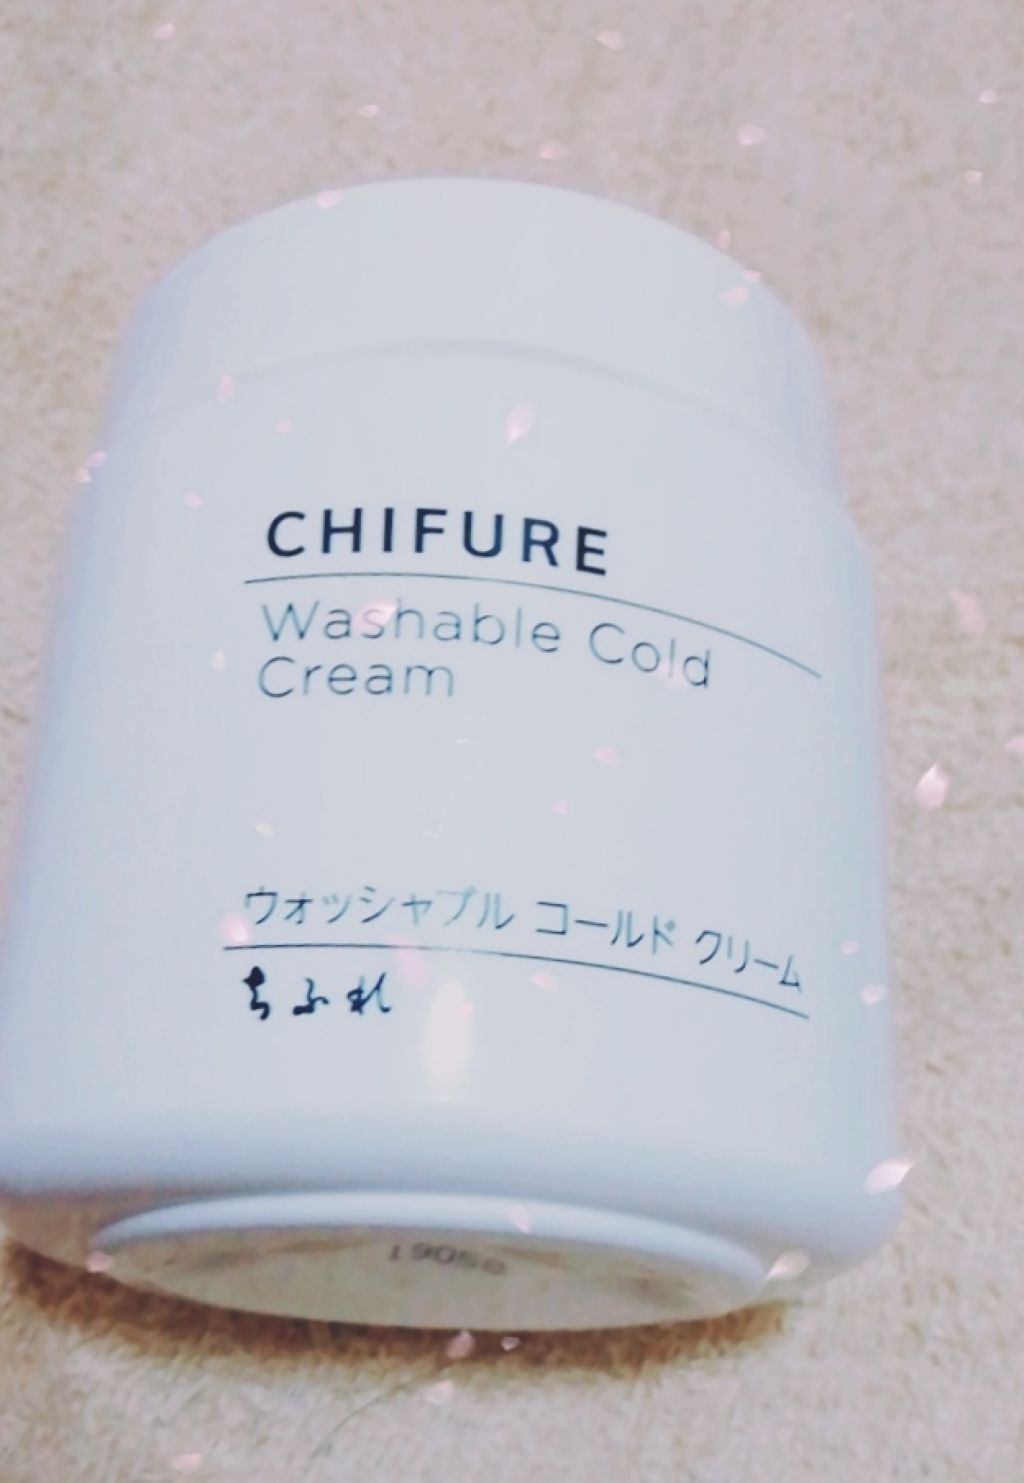 CHIFURE
Washable Cold
Cream
ウォッシャブル コールド クリーム
ちふれ